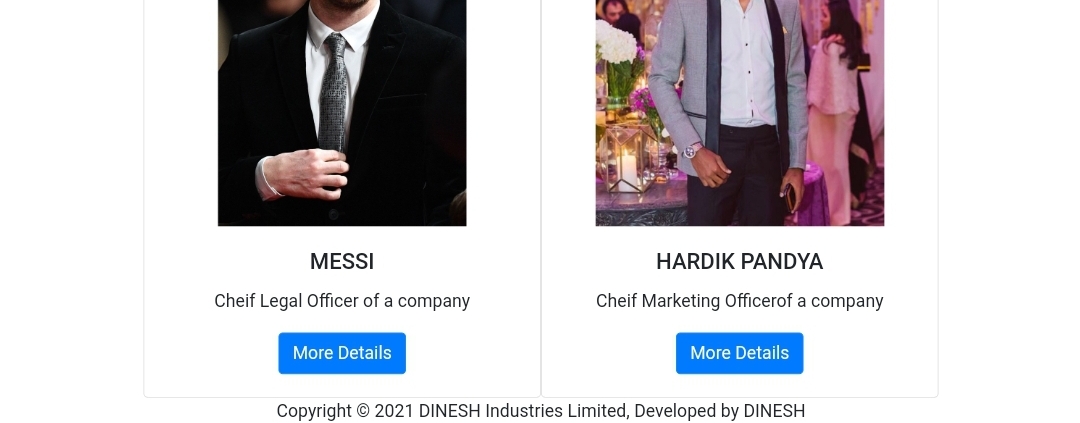 MESSI
Cheif Legal Officer of a company
More Details
HARDIK PANDYA
Cheif Marketing Officerof a company
More Details
Copyright © 2021 DINESH Industries Limited, Developed by DINESH